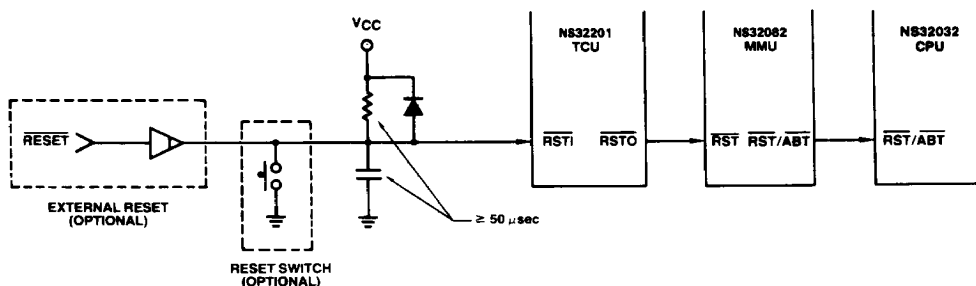 VCC
NS32201
TCU
NS32082
MMU
NS32032
CPU
RESET
RSTI
RSTO
RST
RST/ABT
RST/ABT
EXTERNAL RESET
(OPTIONAL)
≥ 50 μsec
RESET SWITCH
(OPTIONAL)